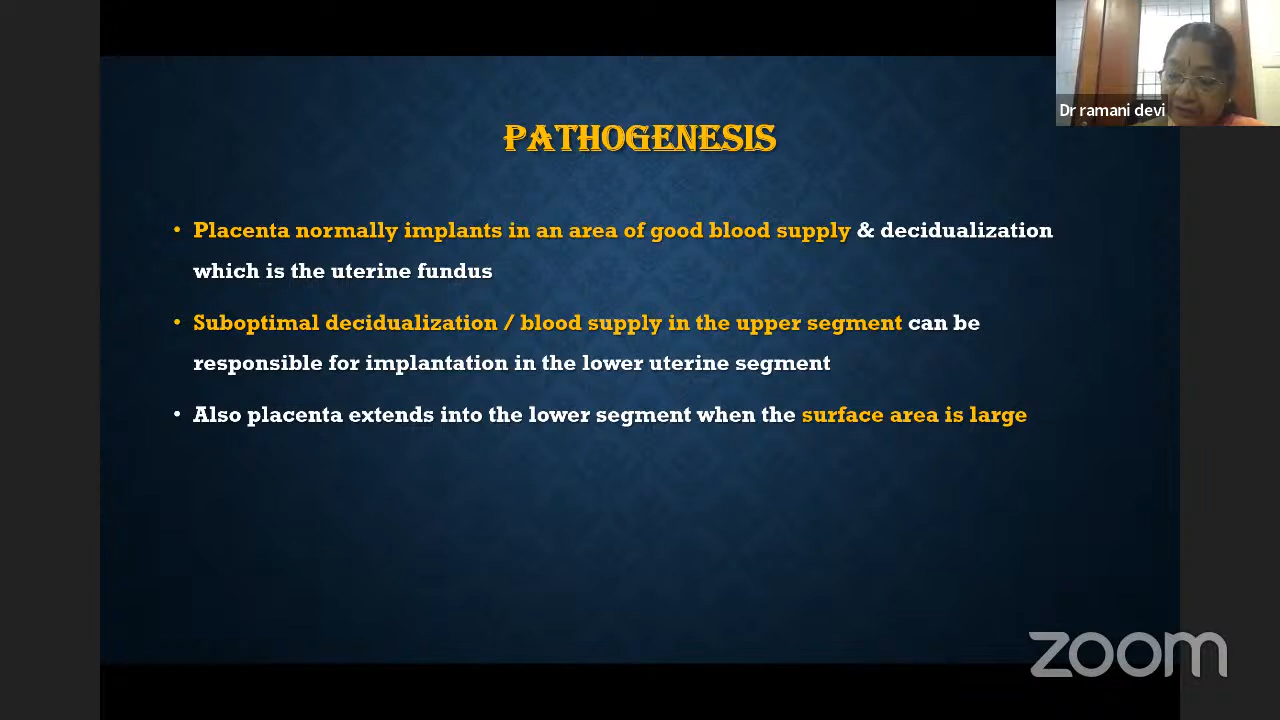 Dr ramani devi
PATHOGENESIS
• Placenta normally implants in an area of good blood supply & decidualization
which is the uterine fundus
• Suboptimal decidualization / blood supply in the upper segment can be
responsible for implantation in the lower uterine segment
• Also placenta extends into the lower segment when the surface area is large
zoom